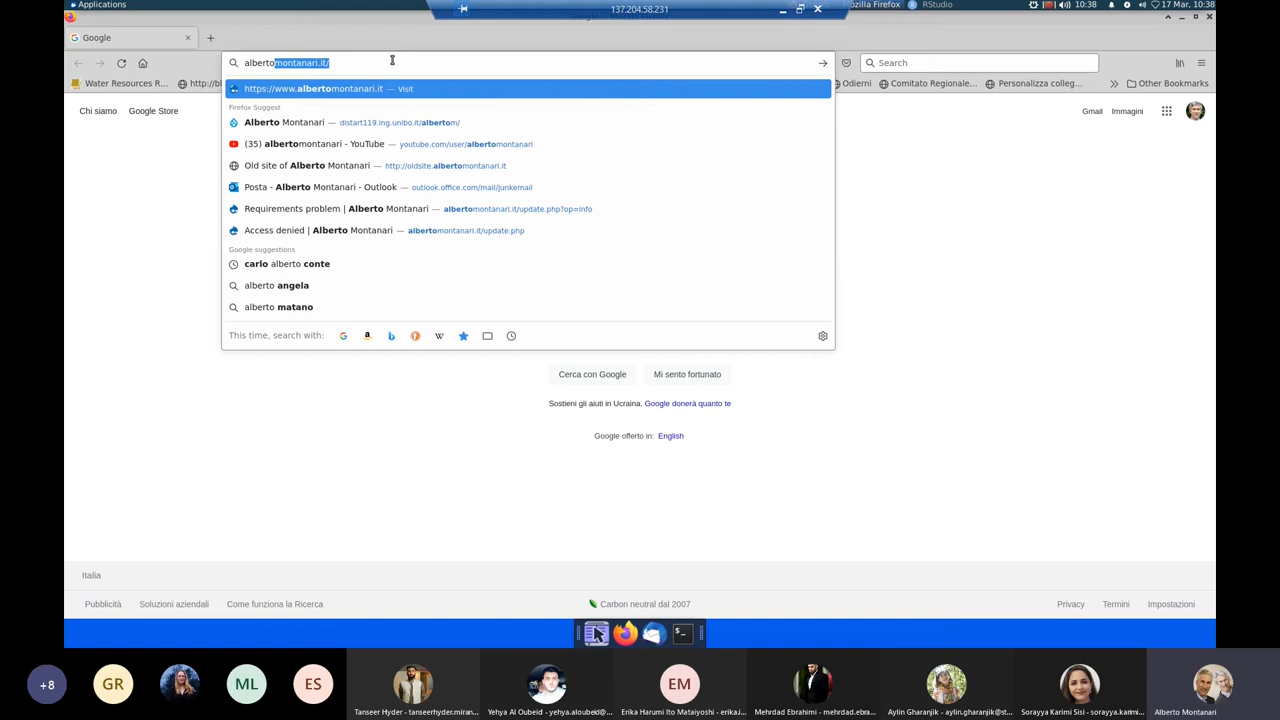 Applications
137.204.58.231
ozilla Firefox
RStudio
10:38
17 Mar, 10:38
Google
albertomontanari.it/
Search
Water Resources R...
http://bl
Odierni
Comitato Regionale...
Personalizza colleg...
Other Bookmarks
https://www.albertomontanari.it — Visit
Chi siamo
Google Store
Gmail
Immagini
Firefox Suggest
Alberto Montanari — distart119.ing.unibo.it/albertom/
(35) albertomontanari - YouTube — youtube.com/user/albertomontanari
Old site of Alberto Montanari — http://oldsite.albertomontanari.it
Posta - Alberto Montanari - Outlook — outlook.office.com/mail/junkemail
Requirements problem | Alberto Montanari — albertomontanari.it/update.php?op=info
Access denied | Alberto Montanari — albertomontanari.it/update.php
Google suggestions
carlo alberto conte
alberto angela
alberto matano
This time, search with:
Cerca con Google
Mi sento fortunato
Sostieni gli aiuti in Ucraina. Google donerà quanto te
Google offerto in: English
Italia
Pubblicità
Soluzioni aziendali
Come funziona la Ricerca
Carbon neutral dal 2007
Privacy
Termini
Impostazioni
+8
GR
ML
ES
EM
Tanseer Hyder - tanseerhyder.miran...
Yehya Al Oubeid - yehya.aloubeid@...
Erika Harumi Ito Mataiyoshi - erika.i...
Mehrdad Ebrahimi - mehrdad.ebra...
Aylin Gharanjik - aylin.gharanjik@st...
Sorayya Karimi Sisi - sorayya.karimi...
Alberto Montanari